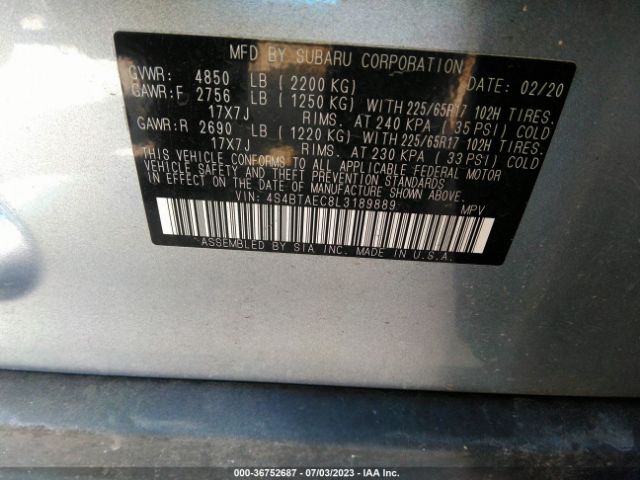 MFD BY SUBARU CORPORATION
GVWR: 4850 LB ( 2200 KG) DATE: 02/20
GAWR:F 2756 LB ( 1250 KG) WITH 225/65R17 102H TIRES.
17X7J RIMS. AT 240 KPA ( 35 PSI) COLD
GAWR:R 2690 LB ( 1220 KG) WITH 225/65R17 102H TIRES.
17X7J RIMS. AT 230 KPA ( 33 PSI) COLD
THIS VEHICLE CONFORMS TO ALL APPLICABLE FEDERAL MOTOR
VEHICLE SAFETY AND THEFT PREVENTION STANDARDS
IN EFFECT ON THE DATE OF MANUFACTURE SHOWN ABOVE.
VIN: 4S4BTAEC8L3189889 MPV
ASSEMBLED BY SIA INC. MADE IN U.S.A.
000-36752687 - 07/03/2023 - IAA Inc.